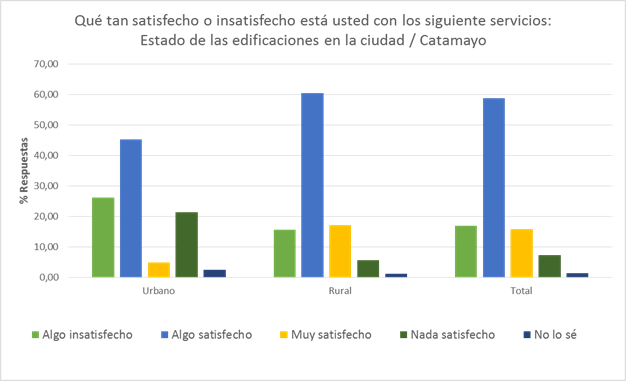 Qué tan satisfecho o insatisfecho está usted con los siguiente servicios:
Estado de las edificaciones en la ciudad / Catamayo
70,00
60,00
50,00
40,00
30,00
20,00
10,00
0,00
% Respuestas
Urbano Rural Total
Algo insatisfecho Algo satisfecho Muy satisfecho Nada satisfecho No lo sé